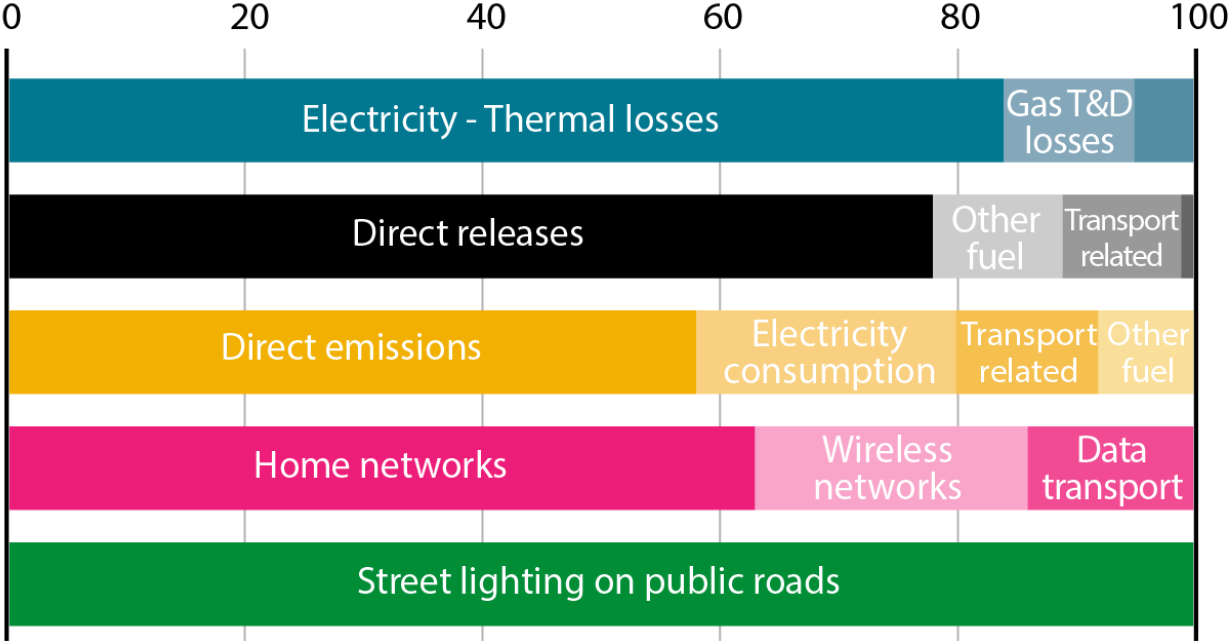 0 20 40 60 80 100
Electricity - Thermal losses
Gas T&D
losses
Direct releases
Other
fuel
Transport
related
Direct emissions
Electricity
consumption
Transport
related
Other
fuel
Home networks
Wireless
networks
Data
transport
Street lighting on public roads